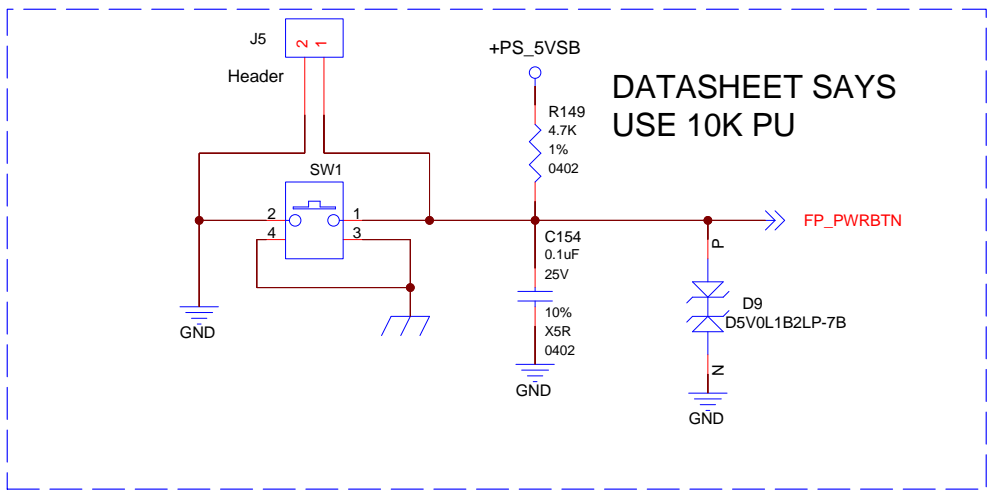 J5
2 1
Header
+PS_5VSB
DATASHEET SAYS
USE 10K PU
R149
4.7K
1%
0402
SW1
2 1
4 3
FP_PWRBTN
C154
0.1uF
25V
10%
X5R
0402
P
D9
D5V0L1B2LP-7B
N
GND
GND
GND